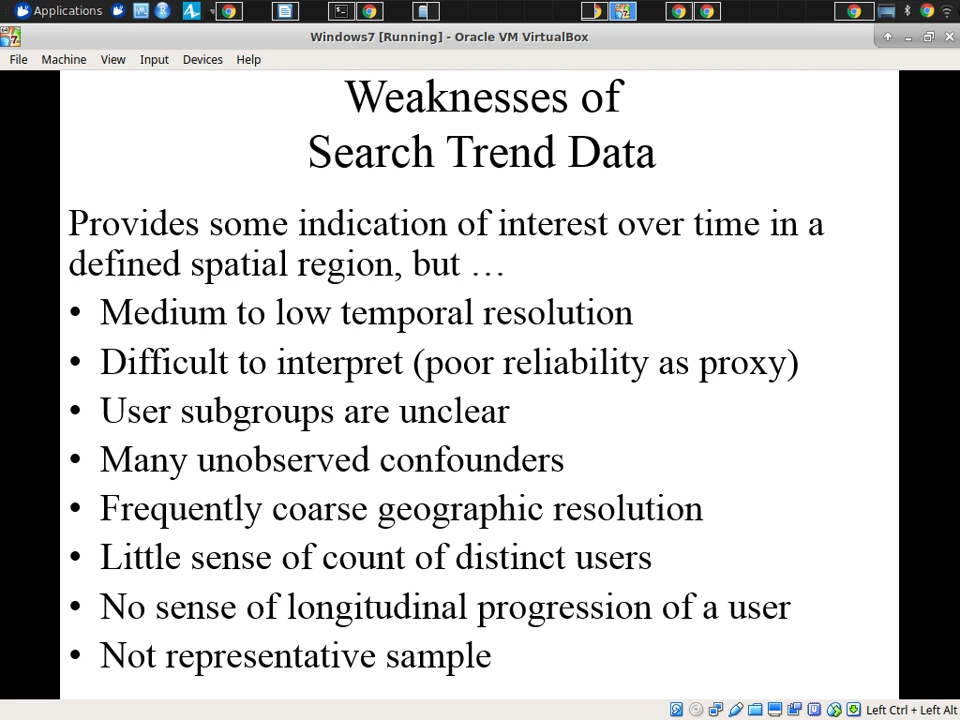 Applications
Windows7 [Running] - Oracle VM VirtualBox
File Machine View Input Devices Help
Weaknesses of
Search Trend Data
Provides some indication of interest over time in a
defined spatial region, but …
• Medium to low temporal resolution
• Difficult to interpret (poor reliability as proxy)
• User subgroups are unclear
• Many unobserved confounders
• Frequently coarse geographic resolution
• Little sense of count of distinct users
• No sense of longitudinal progression of a user
• Not representative sample
Left Ctrl + Left Alt